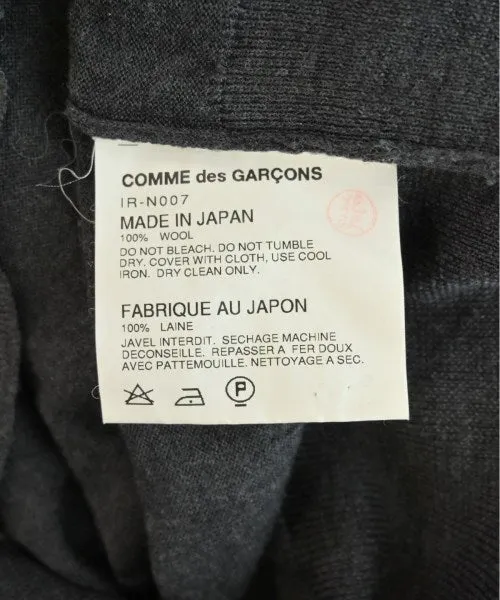 COMME des GARÇONS
IR-N007
MADE IN JAPAN
100% WOOL
DO NOT BLEACH. DO NOT TUMBLE
DRY. COVER WITH CLOTH, USE COOL
IRON. DRY CLEAN ONLY.
FABRIQUE AU JAPON
100% LAINE
JAVEL INTERDIT. SECHAGE MACHINE
DECONSEILLE. REPASSER A FER DOUX
AVEC PATTEMOUILLE. NETTOYAGE A SEC.
P